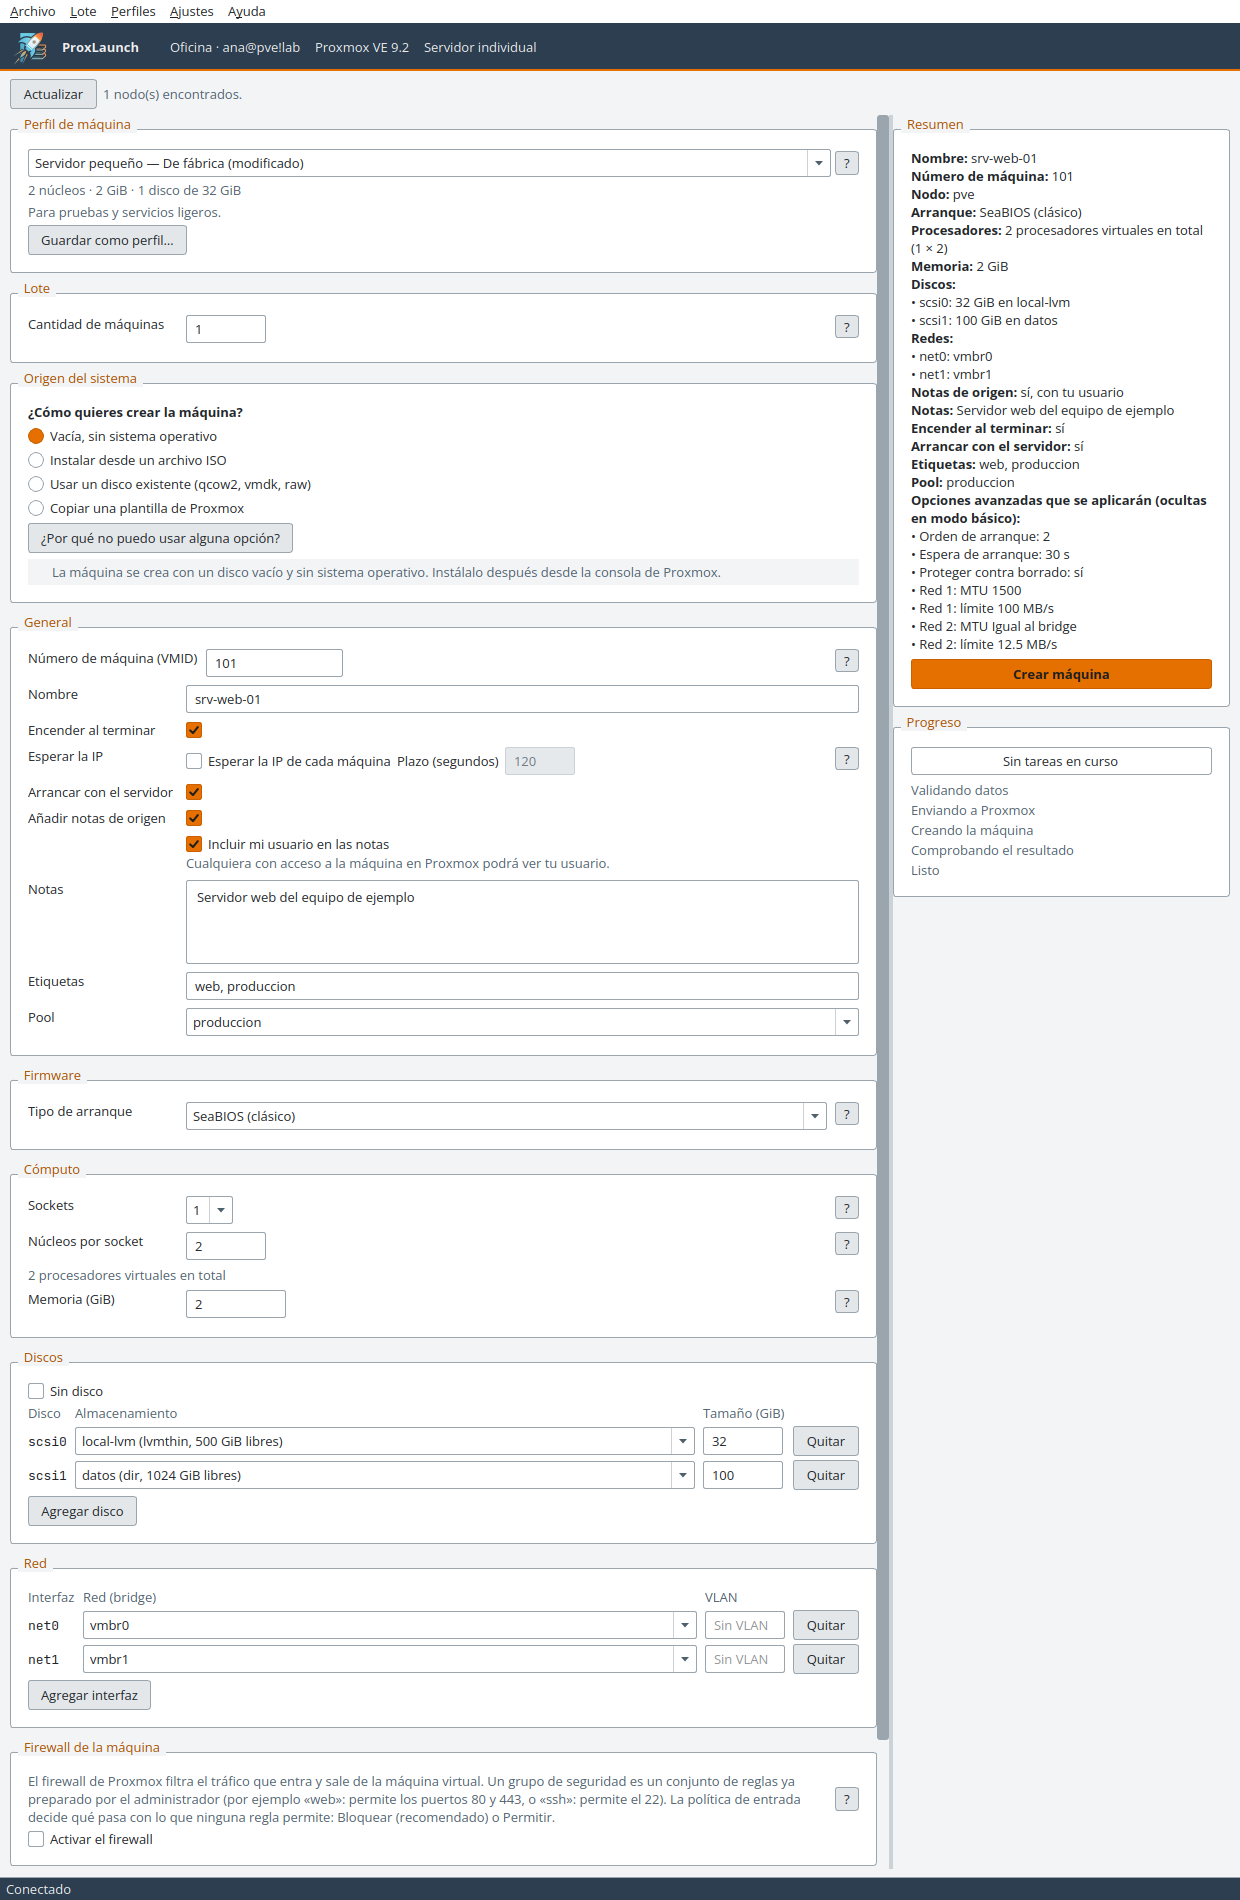 Archivo Lote Perfiles Ajustes Ayuda
ProxLaunch Oficina · ana@pve!lab Proxmox VE 9.2 Servidor individual
Actualizar 1 nodo(s) encontrados.
Perfil de máquina
Servidor pequeño — De fábrica (modificado) ?
2 núcleos · 2 GiB · 1 disco de 32 GiB
Para pruebas y servicios ligeros.
Guardar como perfil...
Lote
Cantidad de máquinas 1 ?
Origen del sistema
¿Cómo quieres crear la máquina?
Vacía, sin sistema operativo
Instalar desde un archivo ISO
Usar un disco existente (qcow2, vmdk, raw)
Copiar una plantilla de Proxmox
¿Por qué no puedo usar alguna opción?
La máquina se crea con un disco vacío y sin sistema operativo. Instálalo después desde la consola de Proxmox.
General
Número de máquina (VMID) 101 ?
Nombre srv-web-01
Encender al terminar
Esperar la IP Esperar la IP de cada máquina Plazo (segundos) 120 ?
Arrancar con el servidor
Añadir notas de origen
Incluir mi usuario en las notas
Cualquiera con acceso a la máquina en Proxmox podrá ver tu usuario.
Notas Servidor web del equipo de ejemplo
Etiquetas web, produccion
Pool produccion
Firmware
Tipo de arranque SeaBIOS (clásico) ?
Cómputo
Sockets 1 ?
Núcleos por socket 2 ?
2 procesadores virtuales en total
Memoria (GiB) 2 ?
Discos
Sin disco
Disco Almacenamiento Tamaño (GiB)
scsi0 local-lvm (lvmthin, 500 GiB libres) 32 Quitar
scsi1 datos (dir, 1024 GiB libres) 100 Quitar
Agregar disco
Red
Interfaz Red (bridge) VLAN
net0 vmbr0 Sin VLAN Quitar
net1 vmbr1 Sin VLAN Quitar
Agregar interfaz
Firewall de la máquina
El firewall de Proxmox filtra el tráfico que entra y sale de la máquina virtual. Un grupo de seguridad es un conjunto de reglas ya
preparado por el administrador (por ejemplo «web»: permite los puertos 80 y 443, o «ssh»: permite el 22). La política de entrada
decide qué pasa con lo que ninguna regla permite: Bloquear (recomendado) o Permitir.
?
Activar el firewall
Resumen
Nombre: srv-web-01
Número de máquina: 101
Nodo: pve
Arranque: SeaBIOS (clásico)
Procesadores: 2 procesadores virtuales en total
(1 × 2)
Memoria: 2 GiB
Discos:
• scsi0: 32 GiB en local-lvm
• scsi1: 100 GiB en datos
Redes:
• net0: vmbr0
• net1: vmbr1
Notas de origen: sí, con tu usuario
Notas: Servidor web del equipo de ejemplo
Encender al terminar: sí
Arrancar con el servidor: sí
Etiquetas: web, produccion
Pool: produccion
Opciones avanzadas que se aplicarán (ocultas
en modo básico):
• Orden de arranque: 2
• Espera de arranque: 30 s
• Proteger contra borrado: sí
• Red 1: MTU 1500
• Red 1: límite 100 MB/s
• Red 2: MTU Igual al bridge
• Red 2: límite 12.5 MB/s
Crear máquina
Progreso
Sin tareas en curso
Validando datos
Enviando a Proxmox
Creando la máquina
Comprobando el resultado
Listo
Conectado